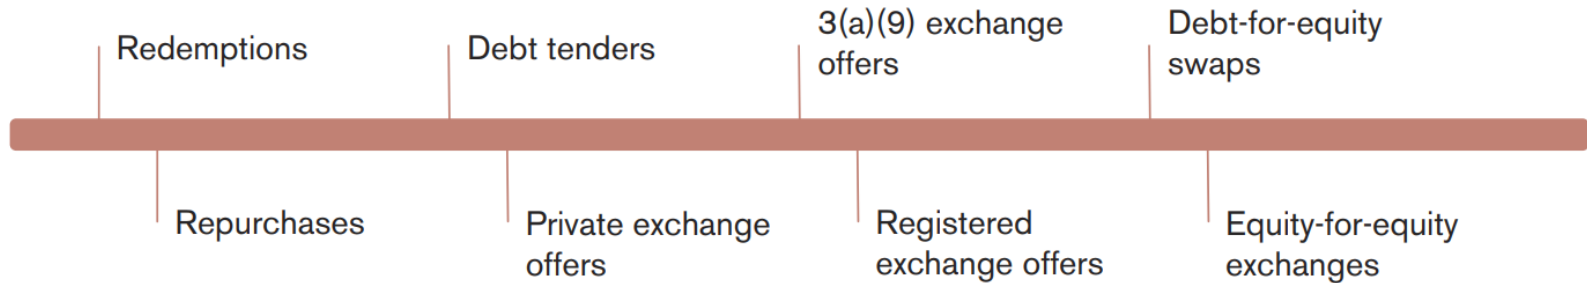 Redemptions
Debt tenders
3(a)(9) exchange
offers
Debt-for-equity
swaps
Repurchases
Private exchange
offers
Registered
exchange offers
Equity-for-equity
exchanges